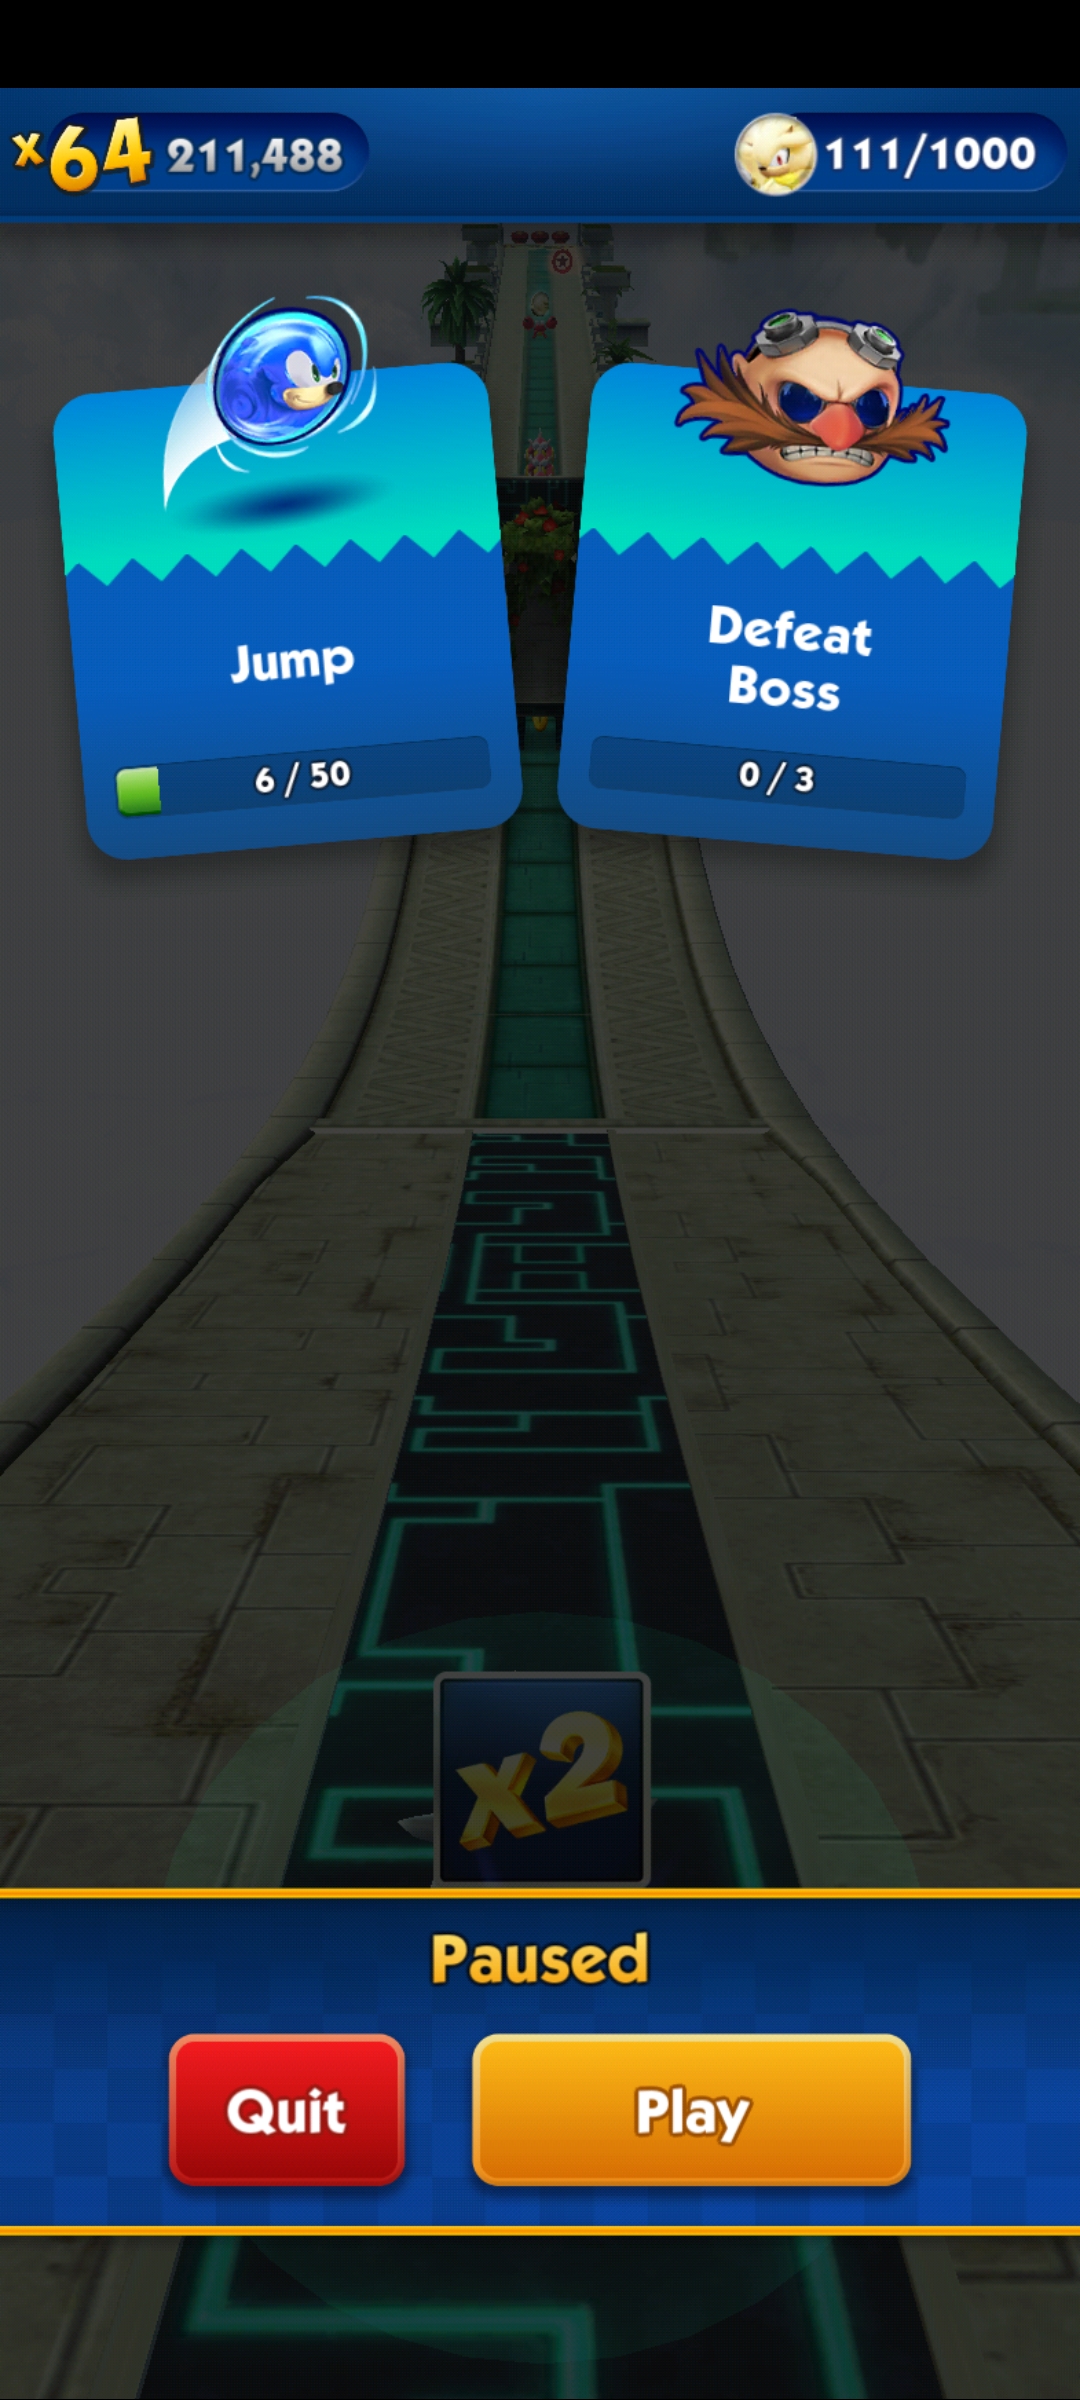 x64 211,488
111/1000
Jump
6 / 50
Defeat
Boss
0 / 3
x2
Paused
Quit
Play